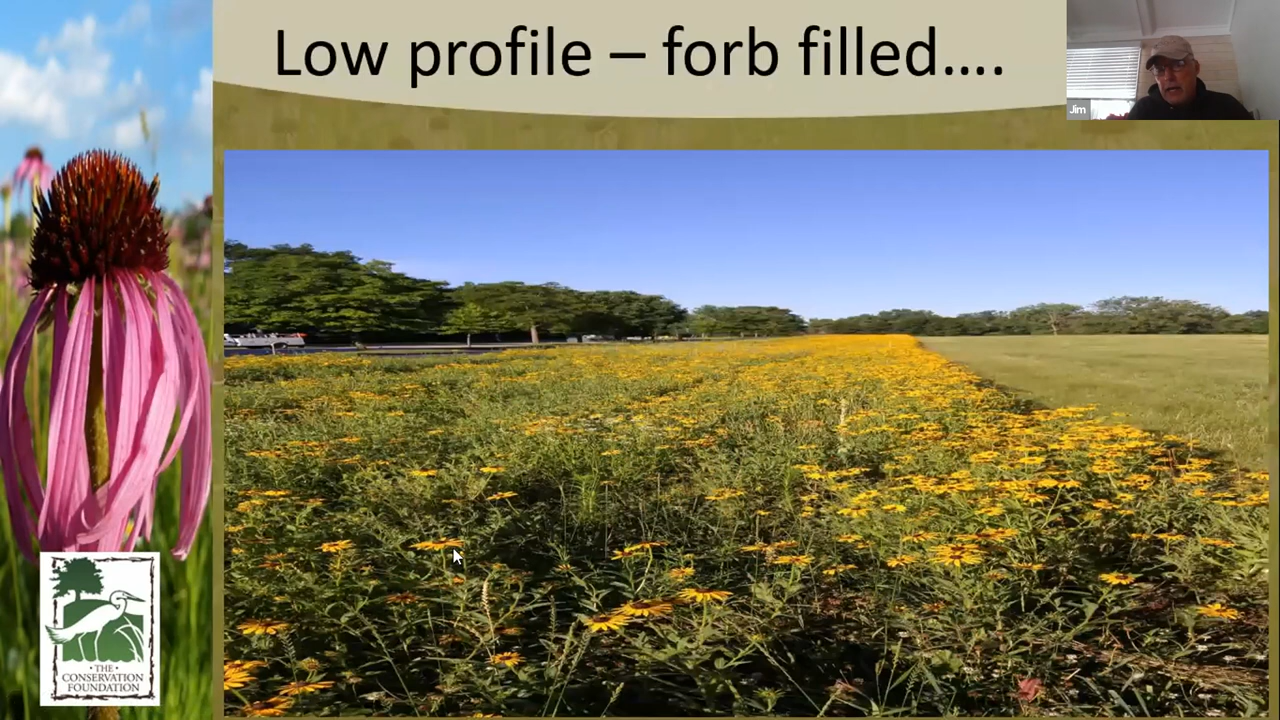 Low profile – forb filled....
Jim
• THE •
CONSERVATION
FOUNDATION